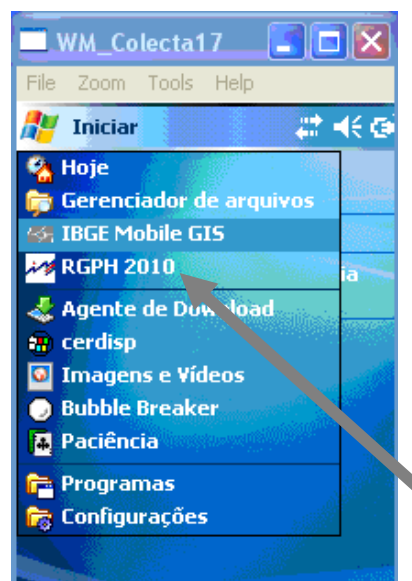 WM_Colecta17
File Zoom Tools Help
Iniciar
Hoje
Gerenciador de arquivos
IBGE Mobile GIS
RGPH 2010
ia
Agente de Download
cerdisp
Imagens e Vídeos
Bubble Breaker
Paciência
Programas
Configurações